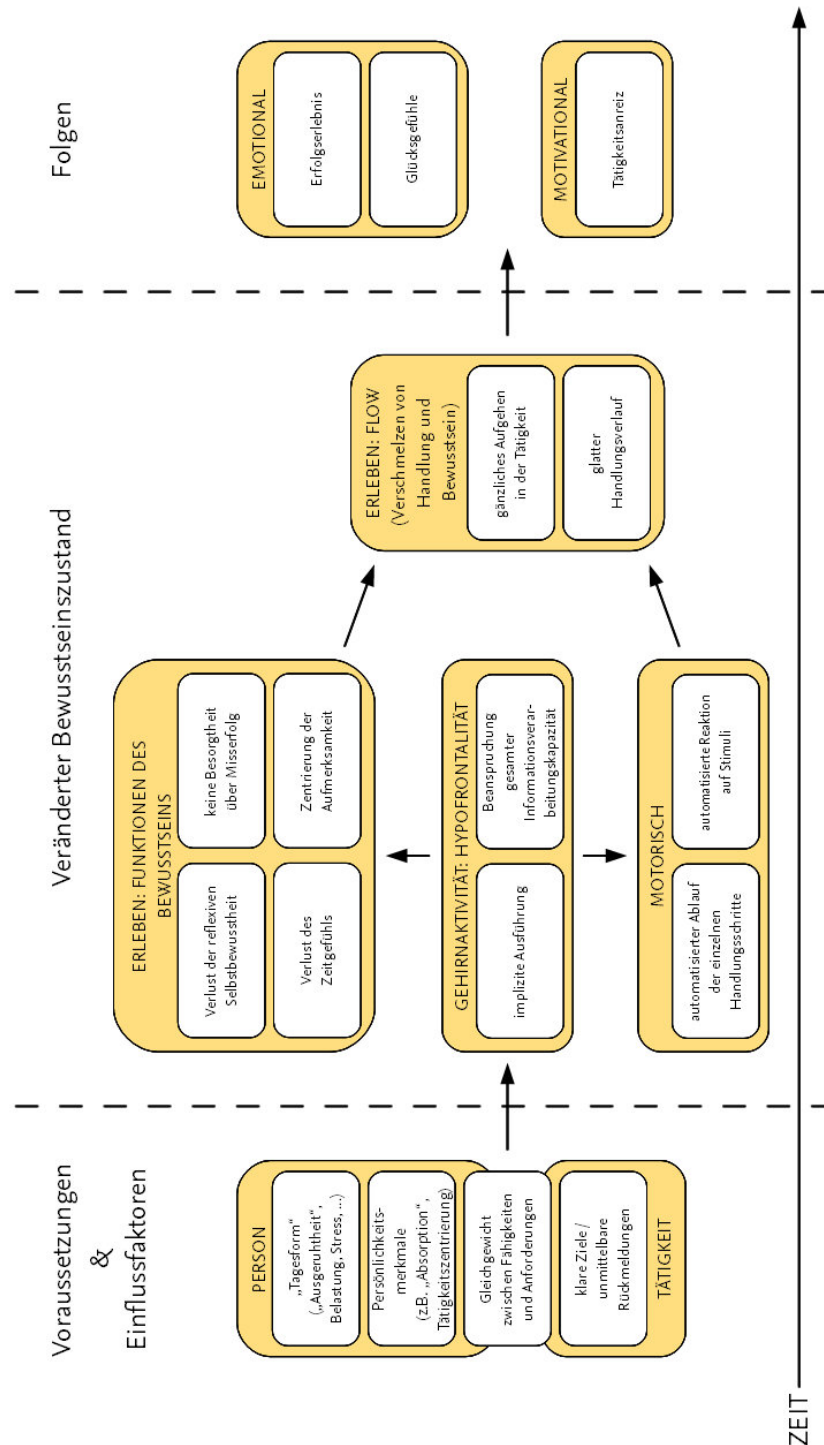 Voraussetzungen
&
Einflussfaktoren
PERSON
„Tagesform“
(„Ausgeruhtheit“,
Belastung, Stress, ...)
Persönlichkeits-
merkmale
(z.B. „Absorption“,
Tätigkeitszentrierung)
Gleichgewicht
zwischen Fähigkeiten
und Anforderungen
klare Ziele /
unmittelbare
Rückmeldungen
TÄTIGKEIT
Veränderter Bewusstseinszustand
ERLEBEN: FUNKTIONEN DES
BEWUSSTSEINS
Verlust der reflexiven
Selbstbewusstheit
keine Besorgtheit
über Misserfolg
Verlust des
Zeitgefühls
Zentrierung der
Aufmerksamkeit
GEHIRNAKTIVITÄT: HYPOFRONTALITÄT
implizite Ausführung
Beanspruchung
gesamter
Informationsverar-
beitungskapazität
MOTORISCH
automatisierter Ablauf
der einzelnen
Handlungsschritte
automatisierte Reaktion
auf Stimuli
ERLEBEN: FLOW
(Verschmelzen von
Handlung und
Bewusstsein)
gänzliches Aufgehen
in der Tätigkeit
glatter
Handlungsverlauf
Folgen
EMOTIONAL
Erfolgserlebnis
Glücksgefühle
MOTIVATIONAL
Tätigkeitsanreiz
ZEIT